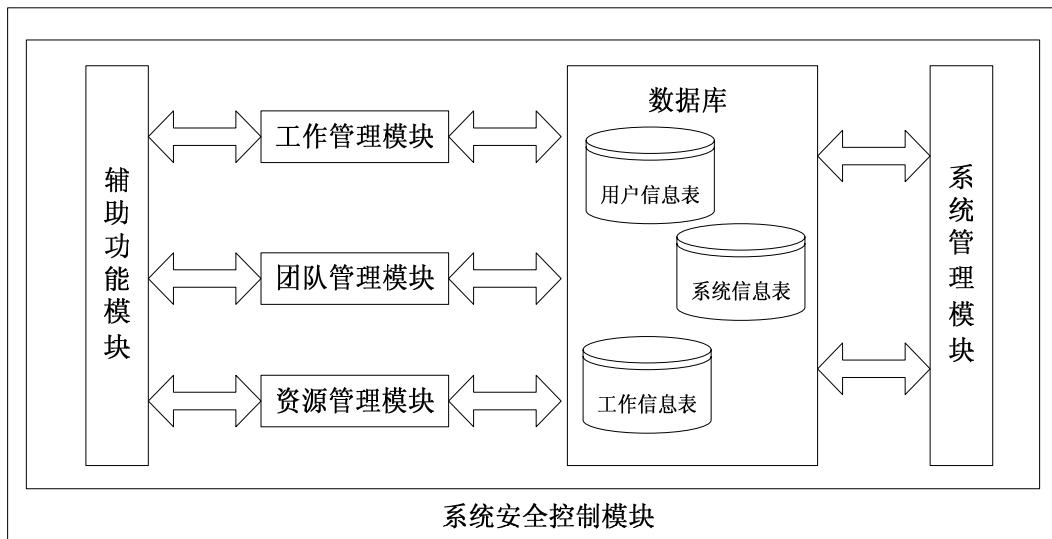 辅助功能模块
工作管理模块
团队管理模块
资源管理模块
数据库
用户信息表
系统信息表
工作信息表
系统管理模块
系统安全控制模块